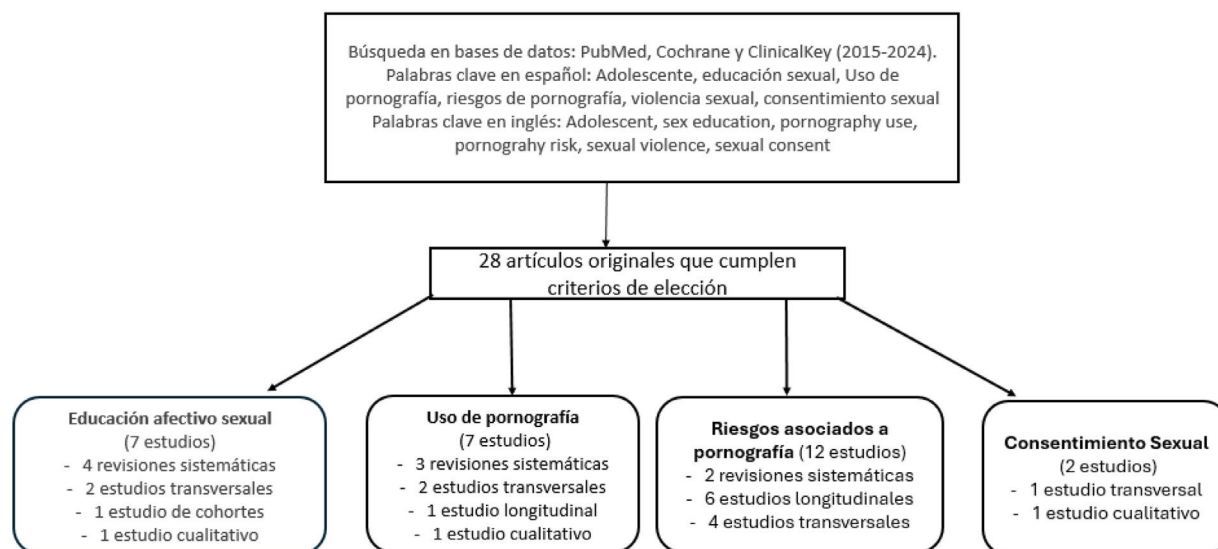 Búsqueda en bases de datos: PubMed, Cochrane y ClinicalKey (2015-2024).
Palabras clave en español: Adolescente, educación sexual, Uso de
pornografía, riesgos de pornografía, violencia sexual, consentimiento sexual
Palabras clave en inglés: Adolescent, sex education, pornography use,
pornograhy risk, sexual violence, sexual consent
28 artículos originales que cumplen
criterios de elección
Educación afectivo sexual
(7 estudios)
- 4 revisiones sistemáticas
- 2 estudios transversales
- 1 estudio de cohortes
- 1 estudio cualitativo
Uso de pornografía
(7 estudios)
- 3 revisiones sistemáticas
- 2 estudios transversales
- 1 estudio longitudinal
- 1 estudio cualitativo
Riesgos asociados a
pornografía (12 estudios)
- 2 revisiones sistemáticas
- 6 estudios longitudinales
- 4 estudios transversales
Consentimiento Sexual
(2 estudios)
- 1 estudio transversal
- 1 estudio cualitativo